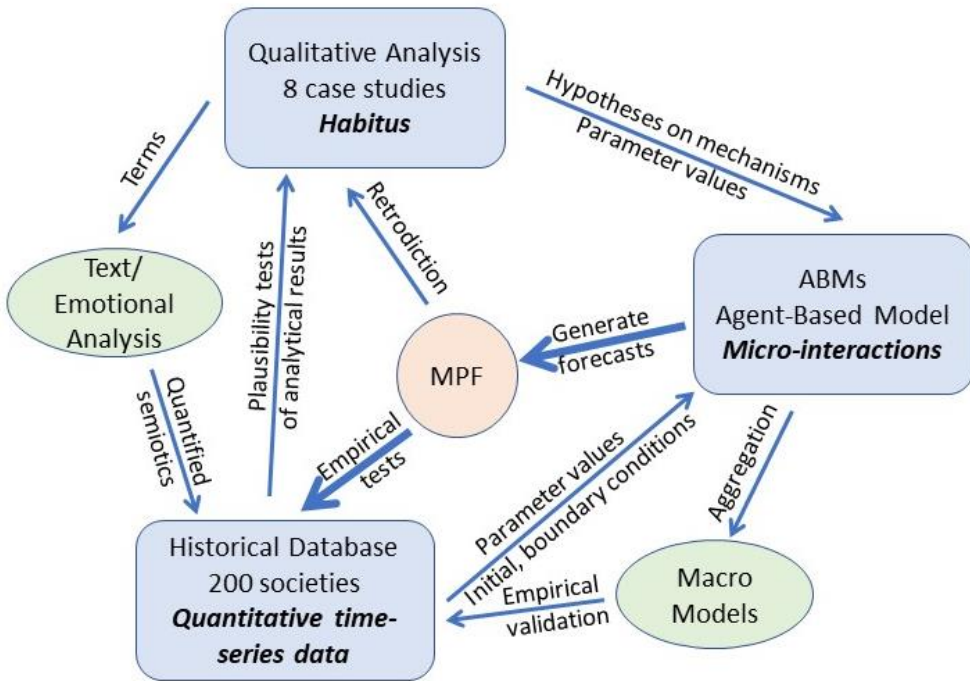 Qualitative Analysis
8 case studies
Habitus
Hypotheses on mechanisms
Parameter values
Terms
Retrodiction
Plausibility tests
of analytical results
Text/
Emotional
Analysis
ABMs
Agent-Based Model
Micro-interactions
Generate
forecasts
MPF
Quantified
semiotics
Empirical
tests
Parameter values
Initial, boundary conditions
Aggregation
Historical Database
200 societies
Quantitative time-
series data
Empirical
validation
Macro
Models